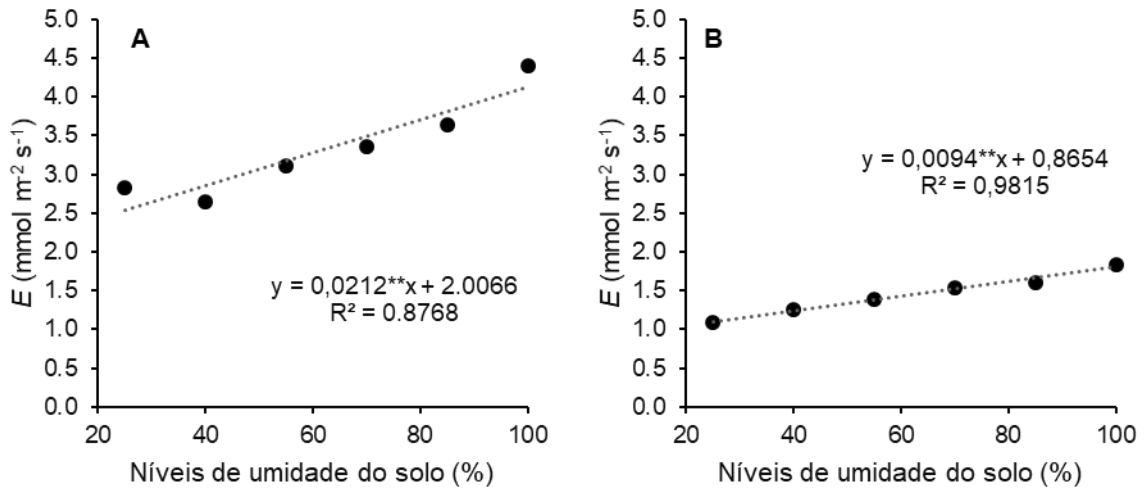 A
5.0
4.5
4.0
3.5
3.0
2.5
2.0
1.5
1.0
0.5
0.0
E (mmol m⁻² s⁻¹)
y = 0,0212**x + 2.0066
R² = 0.8768
20 40 60 80 100
Níveis de umidade do solo (%)
B
5.0
4.5
4.0
3.5
3.0
2.5
2.0
1.5
1.0
0.5
0.0
E (mmol m⁻² s⁻¹)
y = 0,0094**x + 0,8654
R² = 0,9815
20 40 60 80 100
Níveis de umidade do solo (%)